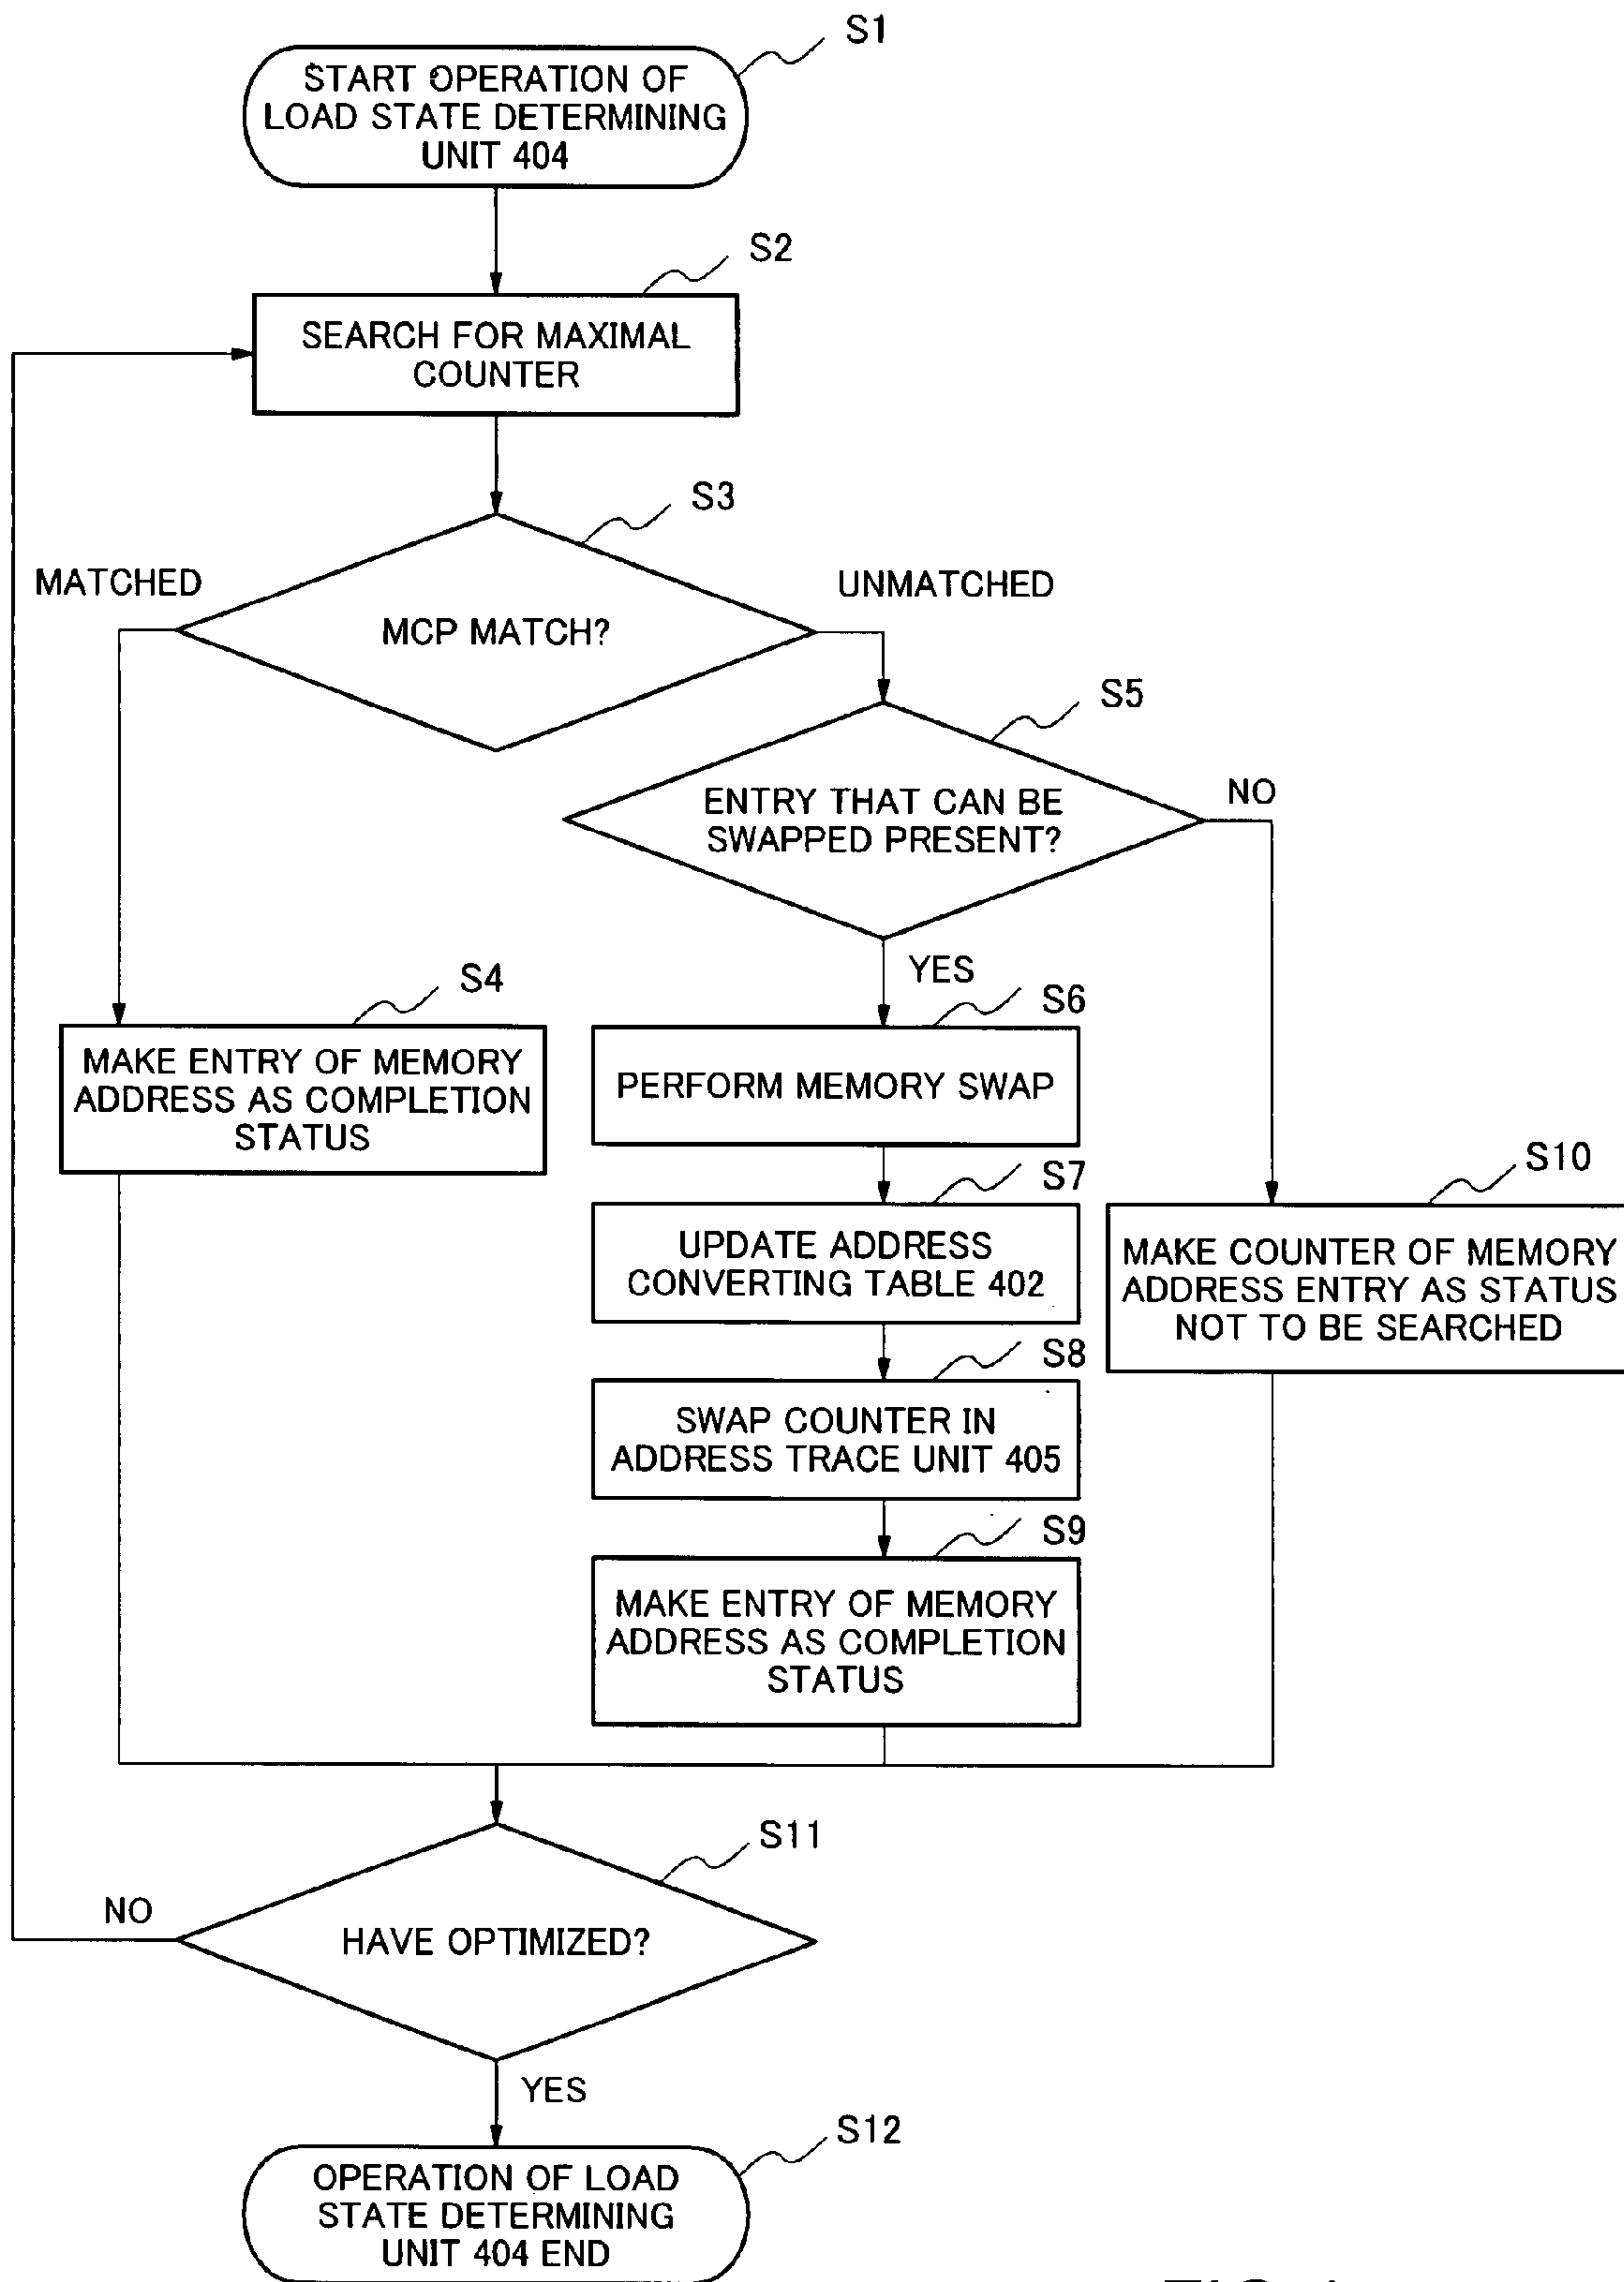 S1
START OPERATION OF
LOAD STATE DETERMINING
UNIT 404
S2
SEARCH FOR MAXIMAL
COUNTER
S3
MATCHED
UNMATCHED
MCP MATCH?
S5
ENTRY THAT CAN BE
SWAPPED PRESENT?
NO
YES
S4
MAKE ENTRY OF MEMORY
ADDRESS AS COMPLETION
STATUS
S6
PERFORM MEMORY SWAP
S7
UPDATE ADDRESS
CONVERTING TABLE 402
S10
MAKE COUNTER OF MEMORY
ADDRESS ENTRY AS STATUS
NOT TO BE SEARCHED
S8
SWAP COUNTER IN
ADDRESS TRACE UNIT 405
S9
MAKE ENTRY OF MEMORY
ADDRESS AS COMPLETION
STATUS
S11
NO
HAVE OPTIMIZED?
YES
S12
OPERATION OF LOAD
STATE DETERMINING
UNIT 404 END